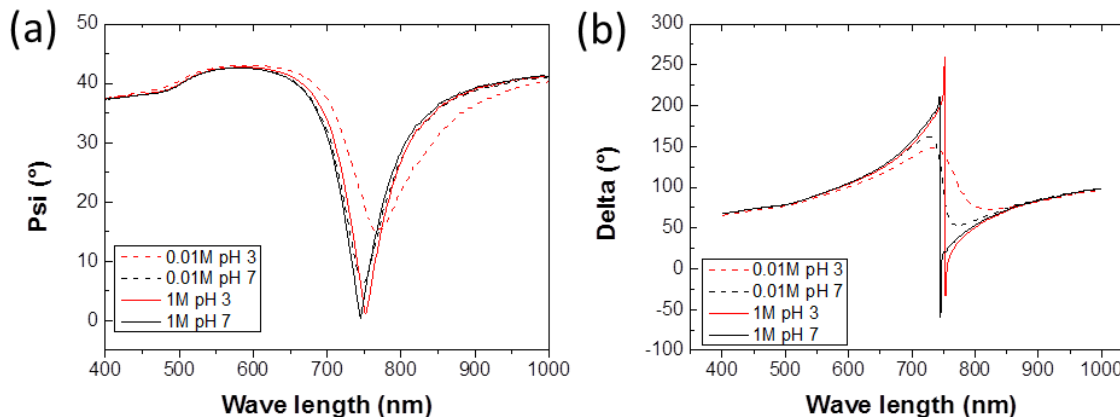 (a)
50
40
30
20
10
0
Psi (°)
0.01M pH 3
0.01M pH 7
1M pH 3
1M pH 7
400 500 600 700 800 900 1000
Wave length (nm)
(b)
300
250
200
150
100
50
0
-50
-100
Delta (°)
0.01M pH 3
0.01M pH 7
1M pH 3
1M pH 7
400 500 600 700 800 900 1000
Wave length (nm)